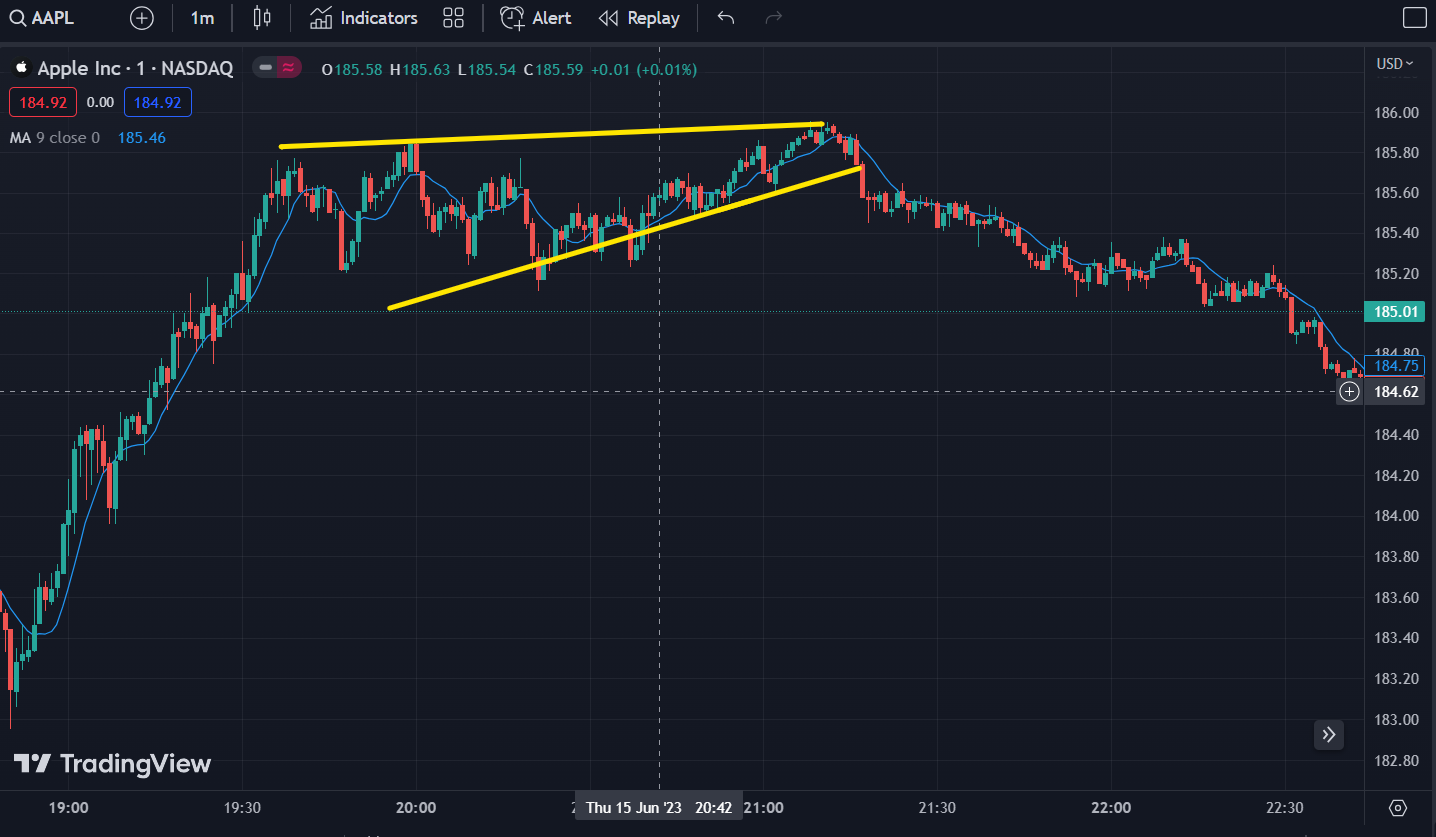 AAPL 1m Indicators Alert Replay
Apple Inc · 1 · NASDAQ O185.58 H185.63 L185.54 C185.59 +0.01 (+0.01%)
USD
184.92 0.00 184.92
MA 9 close 0 185.46
186.00
185.80
185.60
185.40
185.20
185.01
184.80
184.75
184.62
184.40
184.20
184.00
183.80
183.60
183.40
183.20
183.00
182.80
TradingView
19:00 19:30 20:00 Thu 15 Jun '23 20:42 21:00 21:30 22:00 22:30